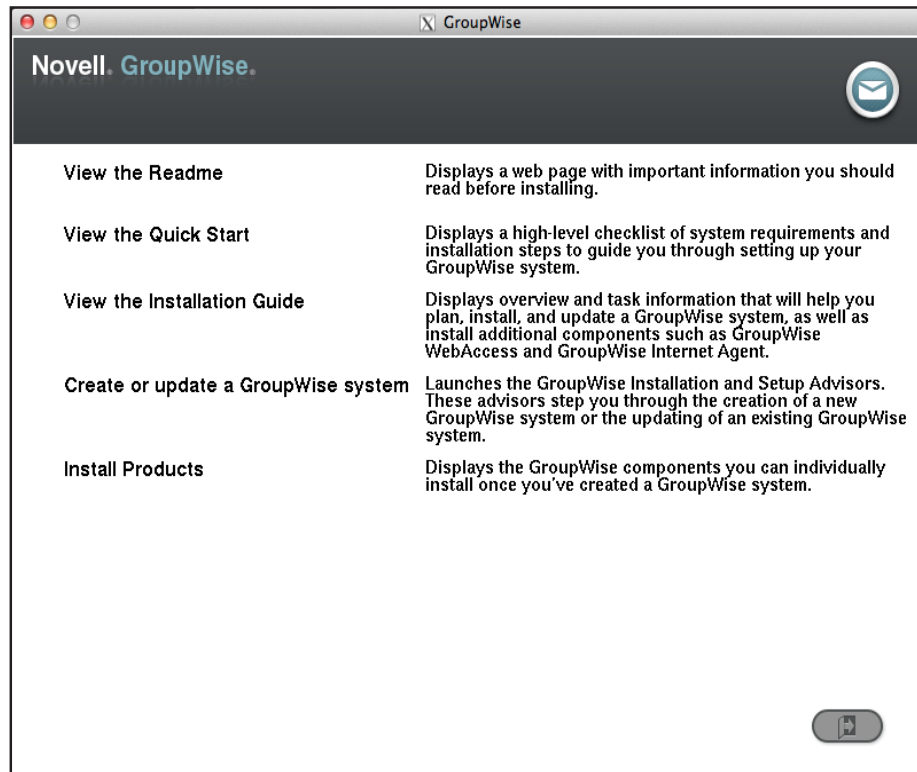 GroupWise
Novell. GroupWise.
View the Readme
Displays a web page with important information you should
read before installing.
View the Quick Start
Displays a high-level checklist of system requirements and
installation steps to guide you through setting up your
GroupWise system.
View the Installation Guide
Displays overview and task information that will help you
plan, install, and update a GroupWise system, as well as
install additional components such as GroupWise
WebAccess and GroupWise Internet Agent.
Create or update a GroupWise system
Launches the GroupWise Installation and Setup Advisors.
These advisors step you through the creation of a new
GroupWise system or the updating of an existing GroupWise
system.
Install Products
Displays the GroupWise components you can individually
install once you've created a GroupWise system.